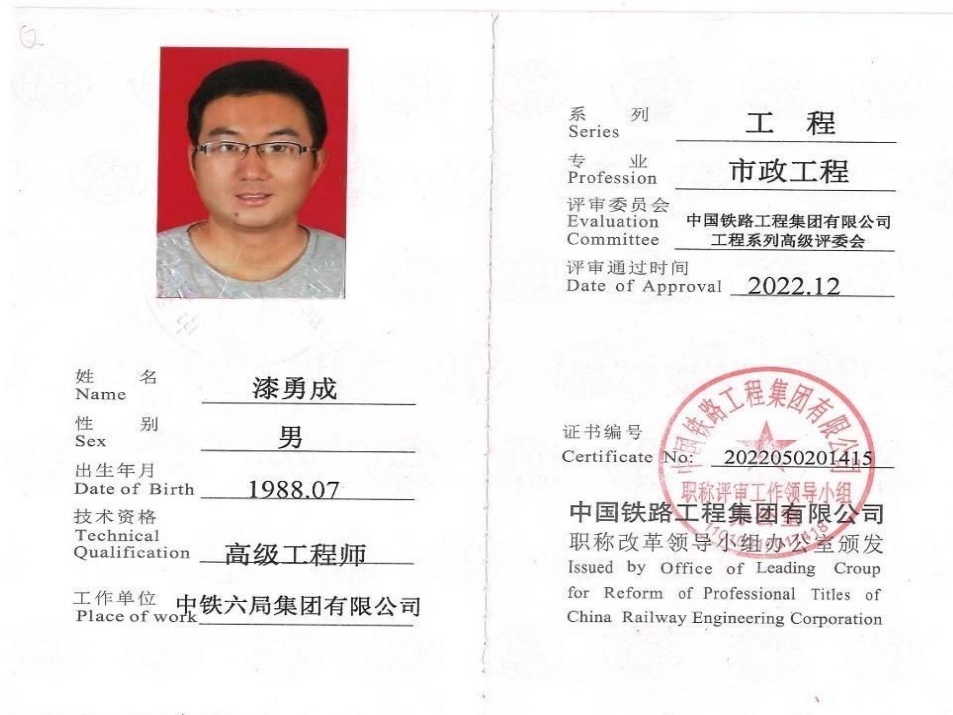 姓 名
Name 漆勇成
性 别
Sex 男
出生年月
Date of Birth 1988.07
技术资格
Technical
Qualification 高级工程师
工作单位 中铁六局集团有限公司
Place of work
系 列
Series 工 程
专 业
Profession 市政工程
评审委员会
Evaluation 中国铁路工程集团有限公司
Committee 工程系列高级评委会
评审通过时间
Date of Approval 2022.12
中国铁路工程集团有限公司
证书编号
Certificate No: 2022050201415
职称评审工作领导小组
中国铁路工程集团有限公司
职称改革领导小组办公室颁发
Issued by Office of Leading Croup
for Reform of Professional Titles of
China Railway Engineering Corporation